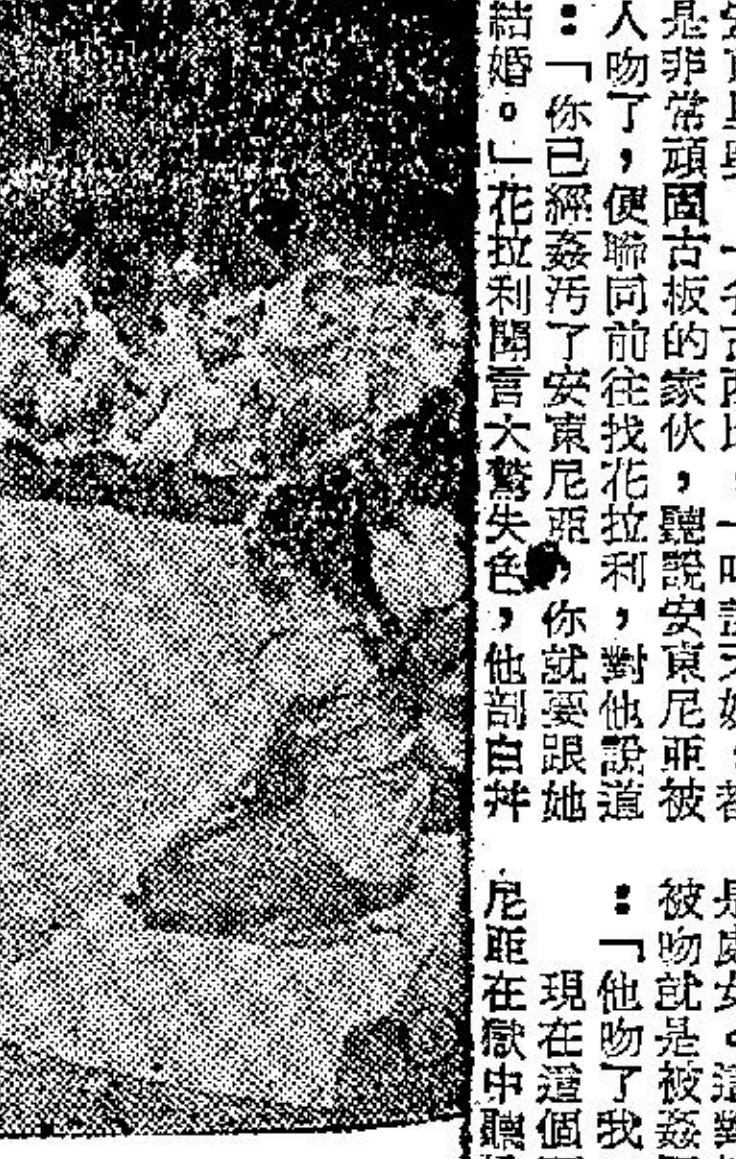 是非常頑固古板的家伙，聽說安東尼亞被
人吻了，便聯同前往找花拉利，對他說道
：「你已經姦污了安東尼亞，你就要跟她
結婚。」花拉利聞言大驚失色，他剖白幷
是處女。這對
被吻就是被姦
：「他吻了我
現在這個
尼亞在獄中聽